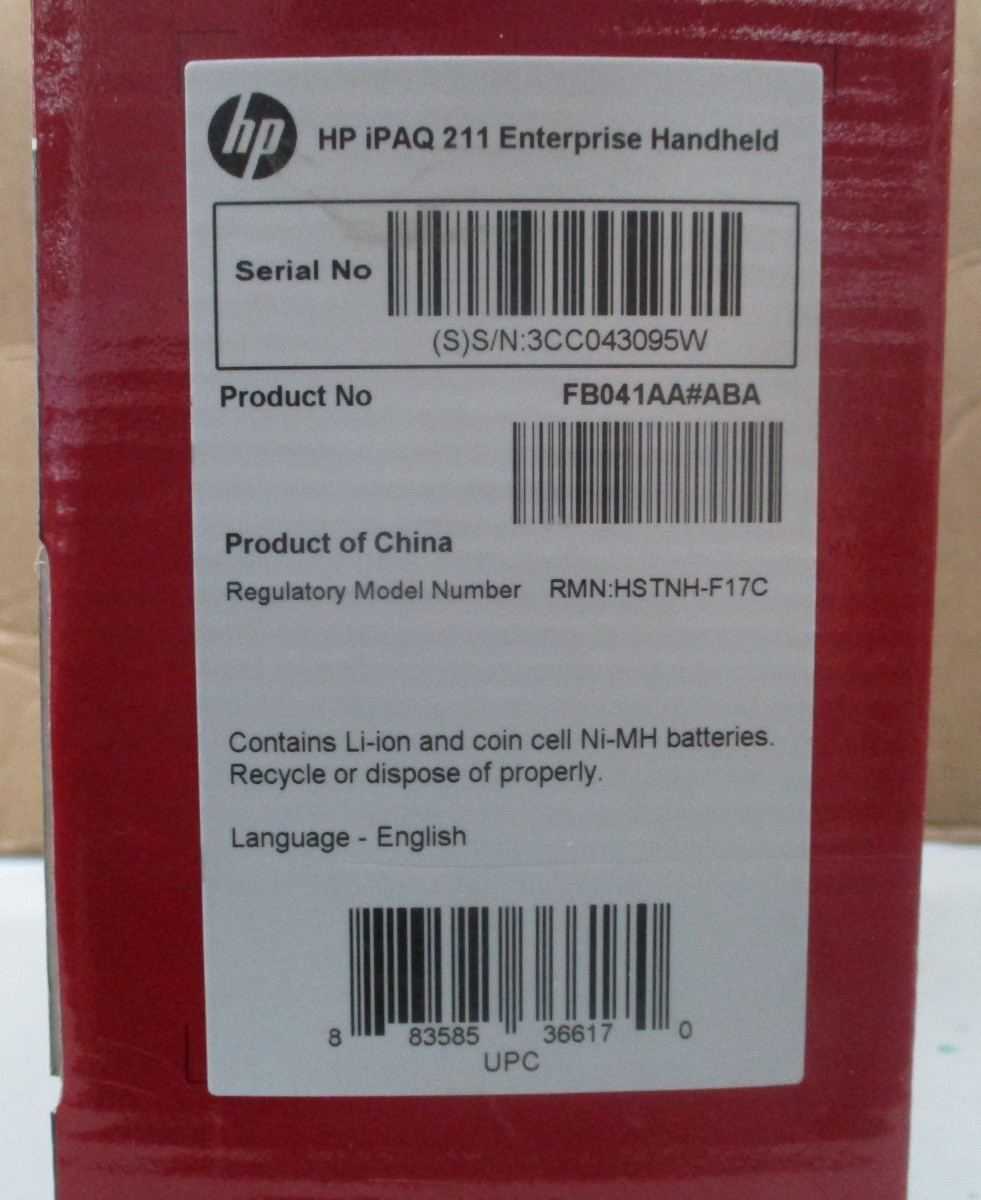 hp HP iPAQ 211 Enterprise Handheld
Serial No
(S)S/N:3CC043095W
Product No FB041AA#ABA
Product of China
Regulatory Model Number RMN:HSTNH-F17C
Contains Li-ion and coin cell Ni-MH batteries.
Recycle or dispose of properly.
Language - English
8 83585 36617 0
UPC